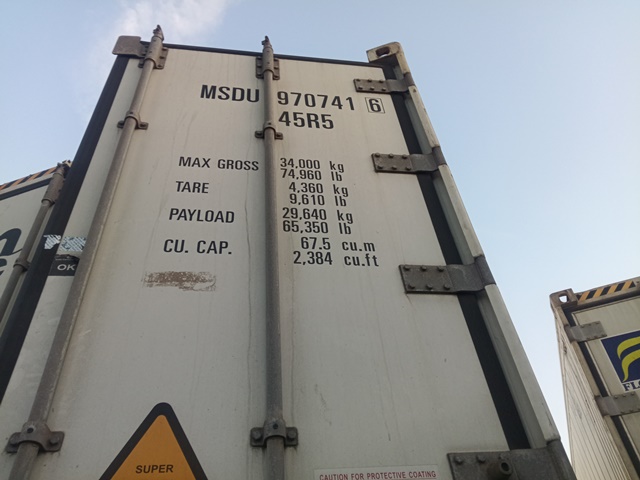 MSDU 970741 6
45R5
MAX GROSS 34,000 kg
74,960 lb
TARE 4,360 kg
9,610 lb
PAYLOAD 29,640 kg
65,350 lb
CU. CAP. 67.5 cu.m
2,384 cu.ft
OK
SUPER
CAUTION FOR PROTECTIVE COATING
FLO